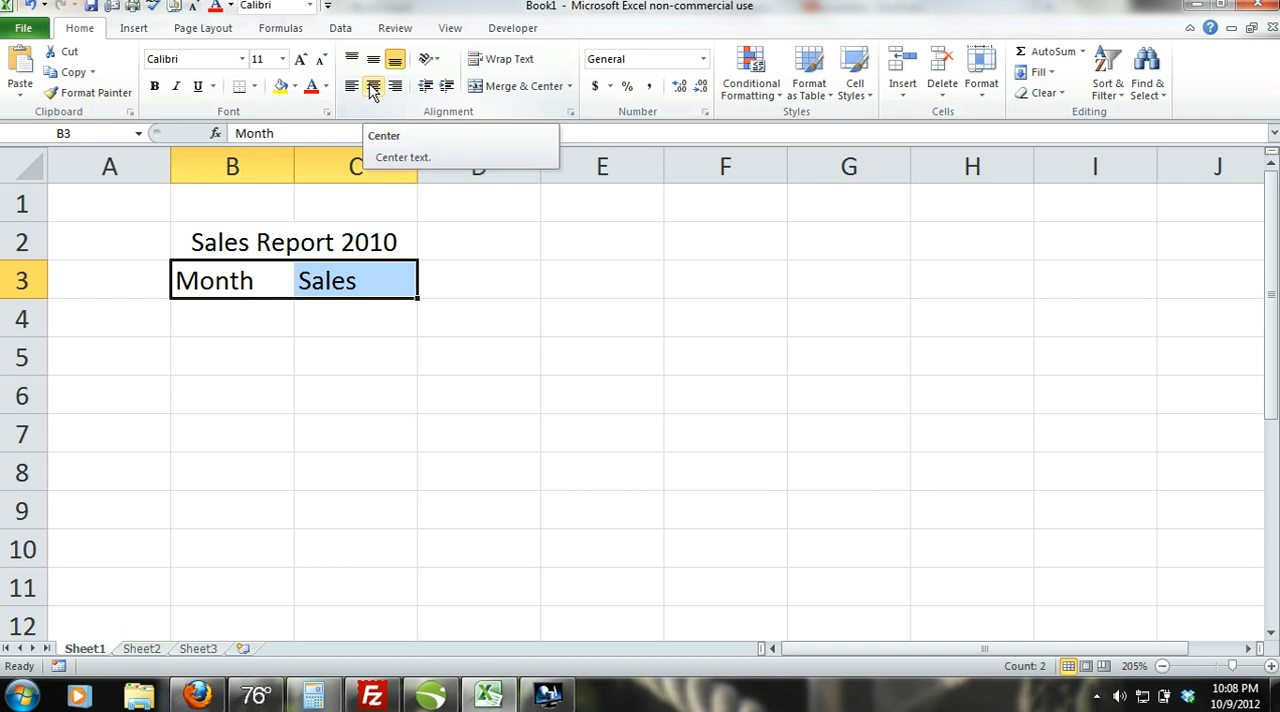 Calibri
Book1 - Microsoft Excel non-commercial use
File Home Insert Page Layout Formulas Data Review View Developer
Paste
Cut
Copy
Format Painter
Clipboard
Calibri 11
B I U
Font
Wrap Text
Merge & Center
Alignment
General
$ % ,
Number
Conditional Formatting
Format as Table
Cell Styles
Styles
Insert
Delete
Format
Cells
Σ AutoSum
Fill
Clear
Sort & Filter
Find & Select
Editing
B3 fx Month
Center
Center text.
A B C D E F G H I J
1
2 Sales Report 2010
3 Month Sales
4
5
6
7
8
9
10
11
12
Sheet1 Sheet2 Sheet3
Ready Count: 2 205%
76°
10:08 PM
10/9/2012